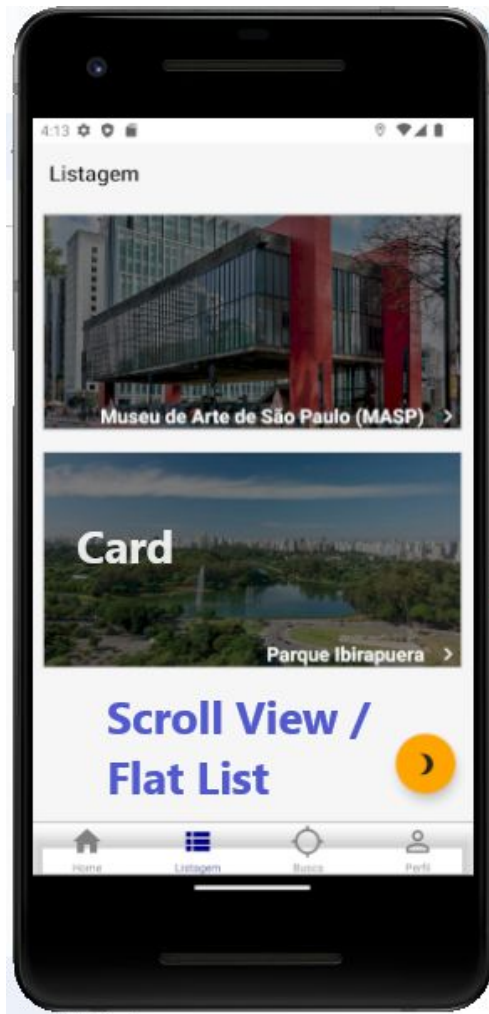 4:13
Listagem
Museu de Arte de São Paulo (MASP)
Card
Parque Ibirapuera
Scroll View /
Flat List
Home Listagem Busca Perfil